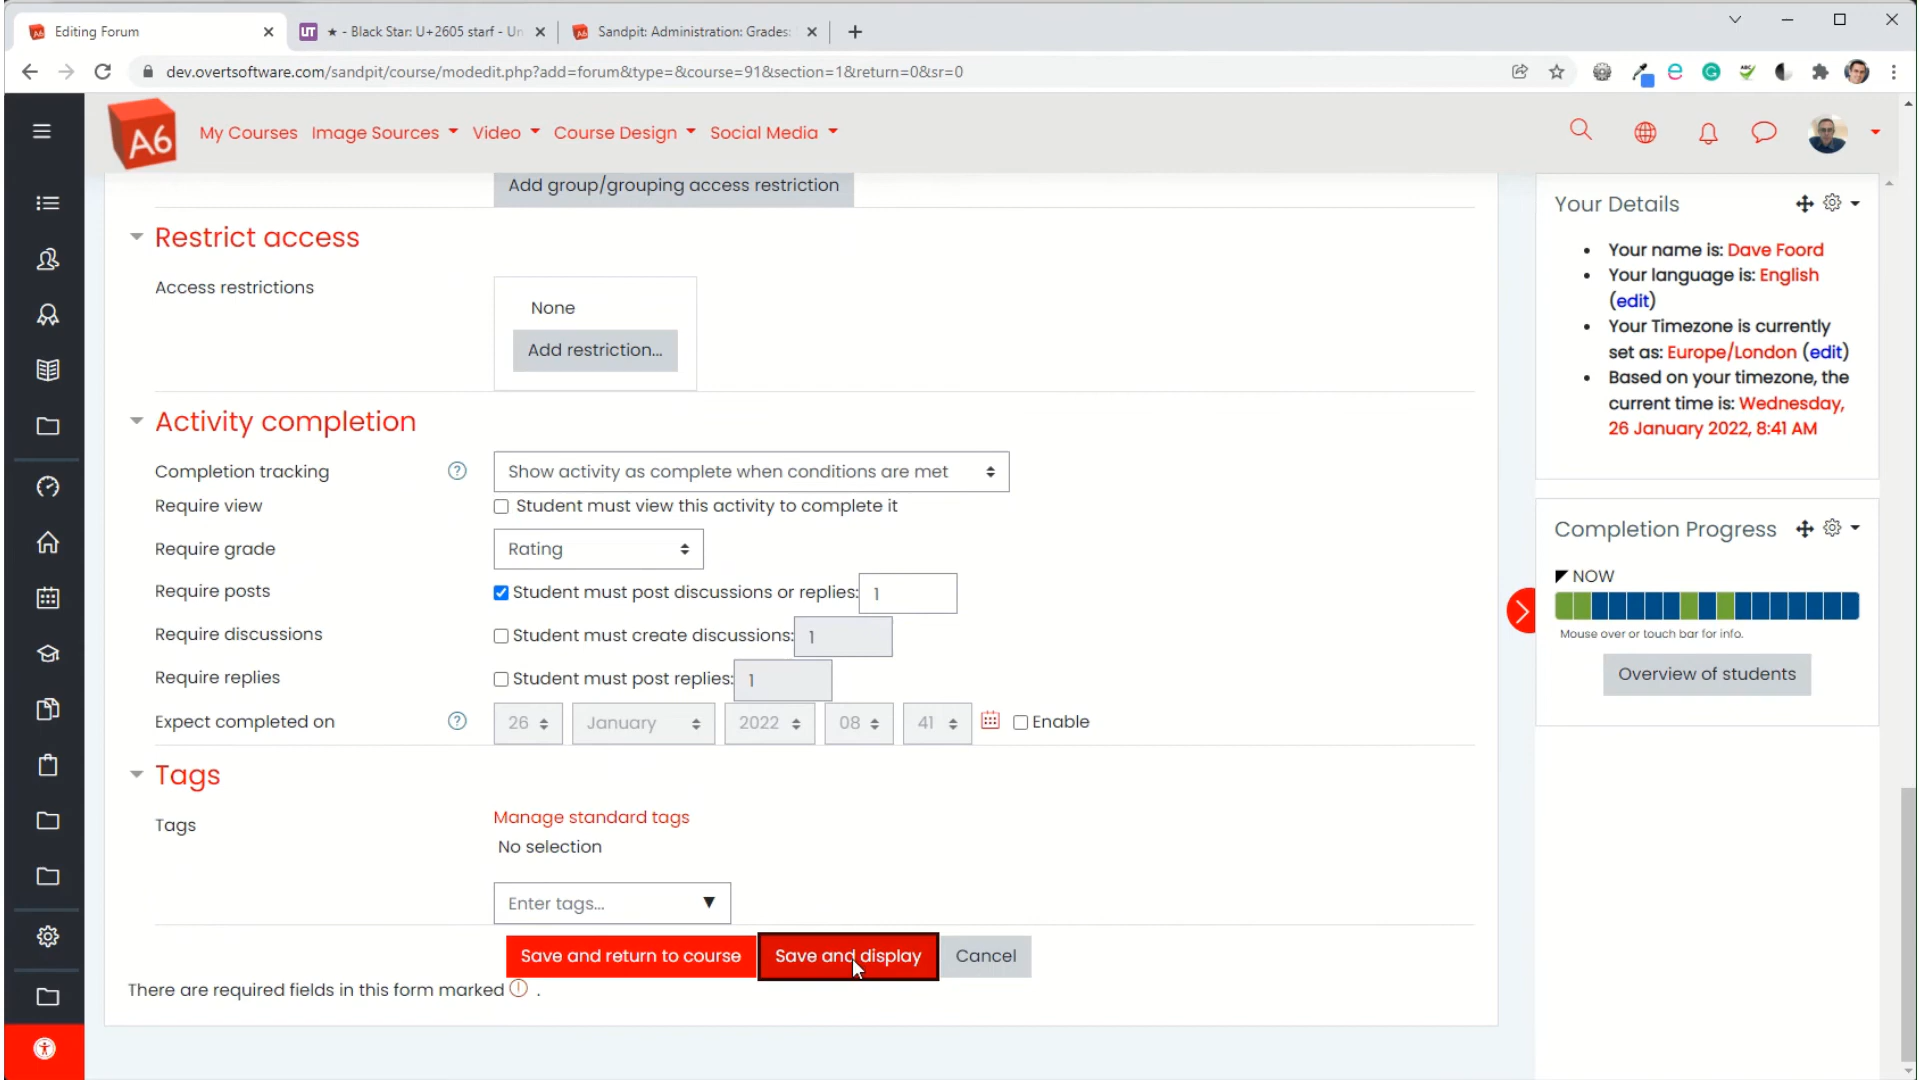 Editing Forum
UT ★ - Black Star: U+2605 starf - Un
Sandpit: Administration: Grades:
dev.overtsoftware.com/sandpit/course/modedit.php?add=forum&type=&course=91&section=1&return=0&sr=0
A6 My Courses Image Sources Video Course Design Social Media
Add group/grouping access restriction
Restrict access
Access restrictions
None
Add restriction...
Activity completion
Completion tracking Show activity as complete when conditions are met
Require view Student must view this activity to complete it
Require grade Rating
Require posts Student must post discussions or replies: 1
Require discussions Student must create discussions: 1
Require replies Student must post replies: 1
Expect completed on 26 January 2022 08 41 Enable
Tags
Tags Manage standard tags
No selection
Enter tags... ▼
Save and return to course Save and display Cancel
There are required fields in this form marked .
Your Details
Your name is: Dave Foord
Your language is: English
(edit)
Your Timezone is currently
set as: Europe/London (edit)
Based on your timezone, the
current time is: Wednesday,
26 January 2022, 8:41 AM
Completion Progress
NOW
Mouse over or touch bar for info.
Overview of students